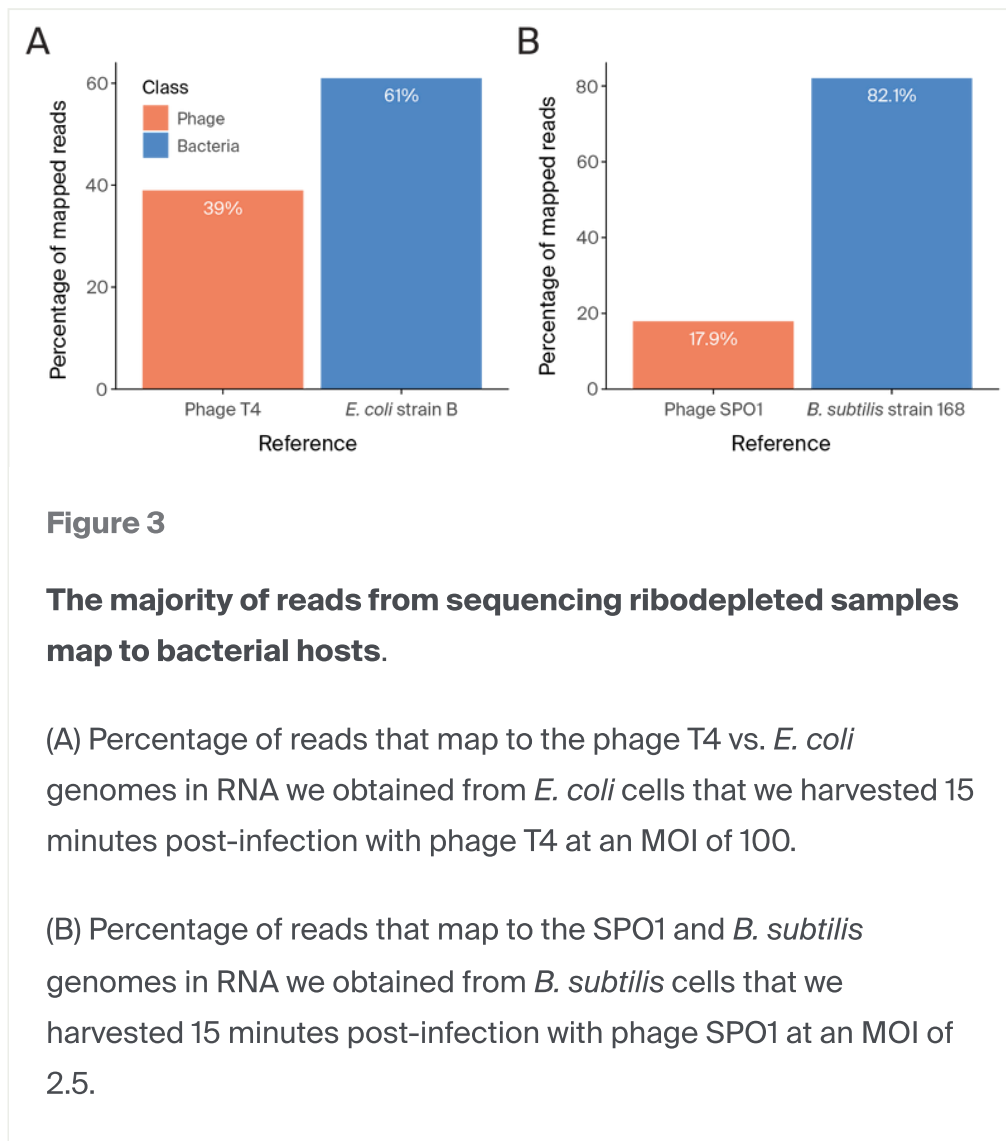 A
Percentage of mapped reads
60
40
20
0
Class
Phage
Bacteria
39%
61%
Phage T4
E. coli strain B
Reference
B
Percentage of mapped reads
80
60
40
20
0
17.9%
82.1%
Phage SPO1
B. subtilis strain 168
Reference
Figure 3
The majority of reads from sequencing ribodepleted samples
map to bacterial hosts.
(A) Percentage of reads that map to the phage T4 vs. E. coli
genomes in RNA we obtained from E. coli cells that we harvested 15
minutes post-infection with phage T4 at an MOI of 100.
(B) Percentage of reads that map to the SPO1 and B. subtilis
genomes in RNA we obtained from B. subtilis cells that we
harvested 15 minutes post-infection with phage SPO1 at an MOI of
2.5.